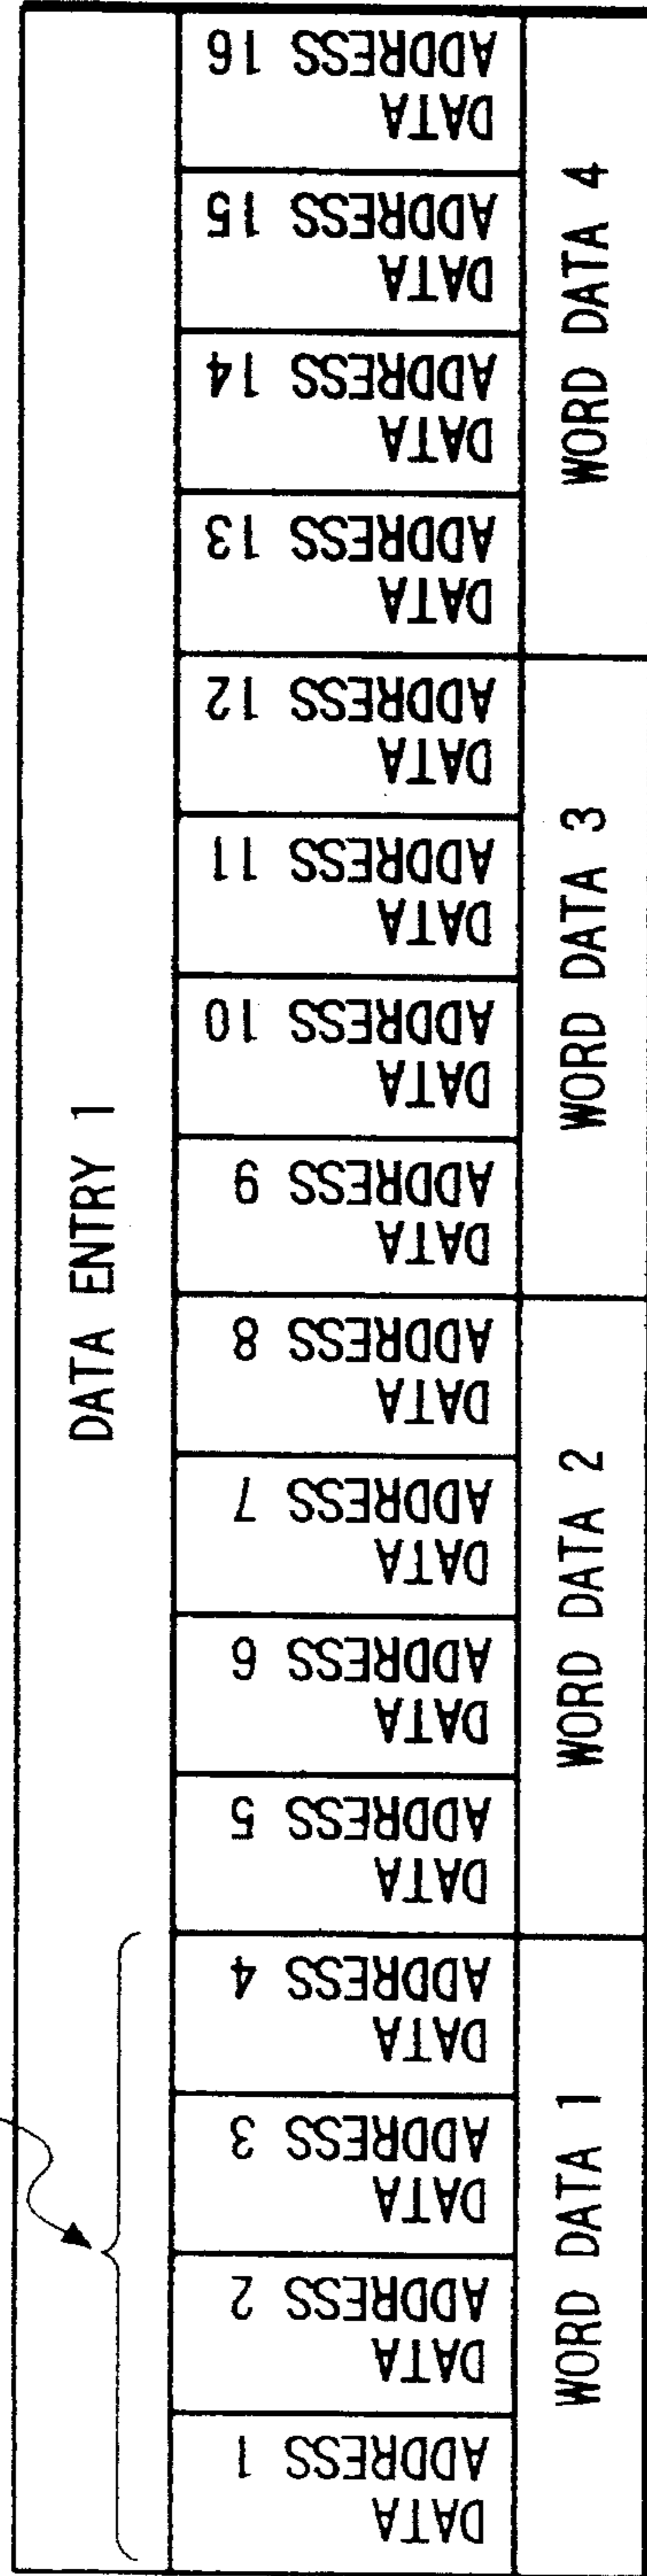 DATA ENTRY 1
DATA
ADDRESS 1
DATA
ADDRESS 2
DATA
ADDRESS 3
DATA
ADDRESS 4
DATA
ADDRESS 5
DATA
ADDRESS 6
DATA
ADDRESS 7
DATA
ADDRESS 8
DATA
ADDRESS 9
DATA
ADDRESS 10
DATA
ADDRESS 11
DATA
ADDRESS 12
DATA
ADDRESS 13
DATA
ADDRESS 14
DATA
ADDRESS 15
DATA
ADDRESS 16
WORD DATA 1
WORD DATA 2
WORD DATA 3
WORD DATA 4